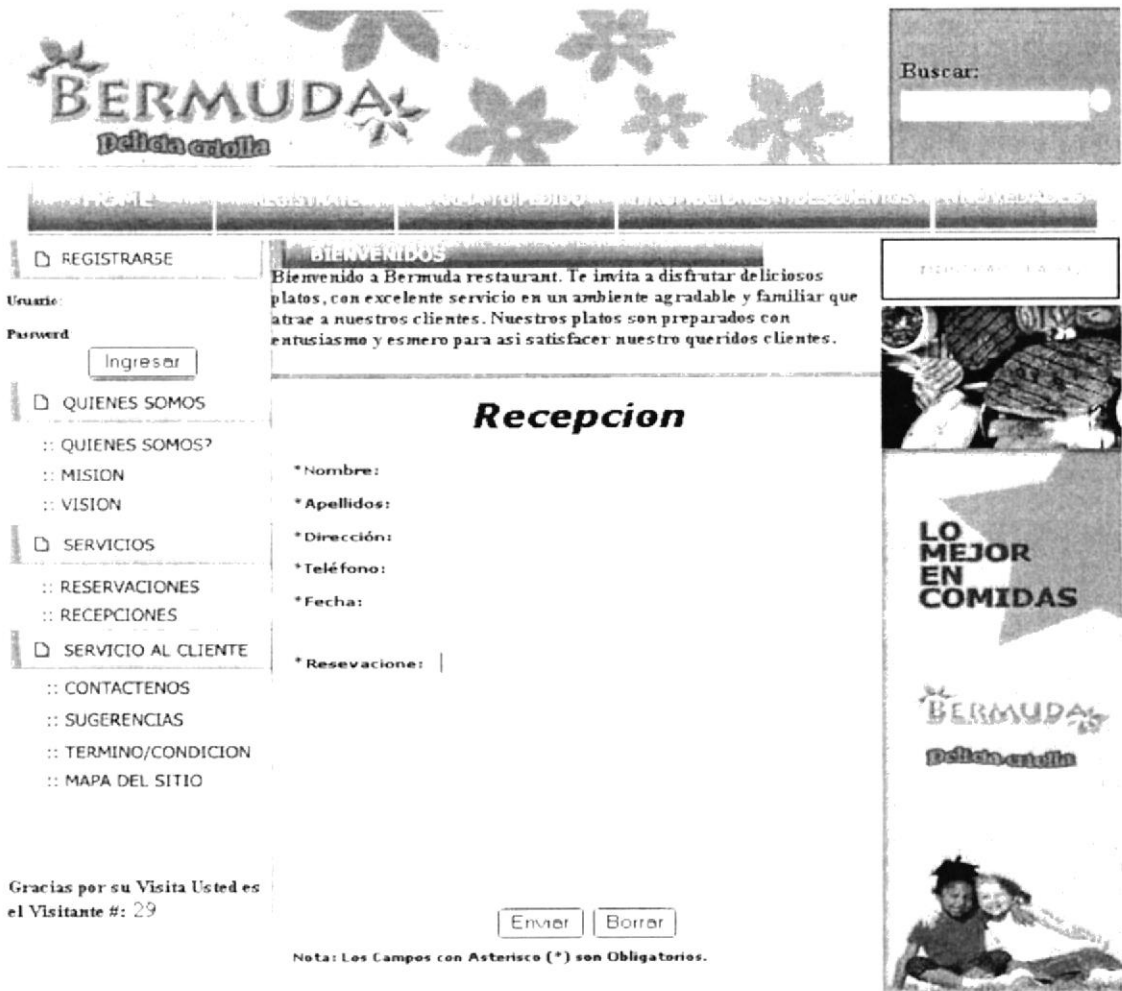 BERMUDA
Delicia criolla
Buscar:
HOME
REGISTRATE
REGISTRARSE
Usuario:
Password
Ingresar
QUIENES SOMOS
:: QUIENES SOMOS?
:: MISION
:: VISION
SERVICIOS
:: RESERVACIONES
:: RECEPCIONES
SERVICIO AL CLIENTE
:: CONTACTENOS
:: SUGERENCIAS
:: TERMINO/CONDICION
:: MAPA DEL SITIO
Gracias por su Visita Usted es
el Visitante #: 29
BIENVENIDOS
Bienvenido a Bermuda restaurant. Te invita a disfrutar deliciosos
platos, con excelente servicio en un ambiente agradable y familiar que
atrae a nuestros clientes. Nuestros platos son preparados con
entusiasmo y esmero para asi satisfacer nuestro queridos clientes.
Recepcion
*Nombre:
*Apellidos:
*Dirección:
*Teléfono:
*Fecha:
*Resevacione:
Enviar Borrar
Nota: Los Campos con Asterisco (*) son Obligatorios.
LO
MEJOR
EN
COMIDAS
BERMUDA
Delicia criolla